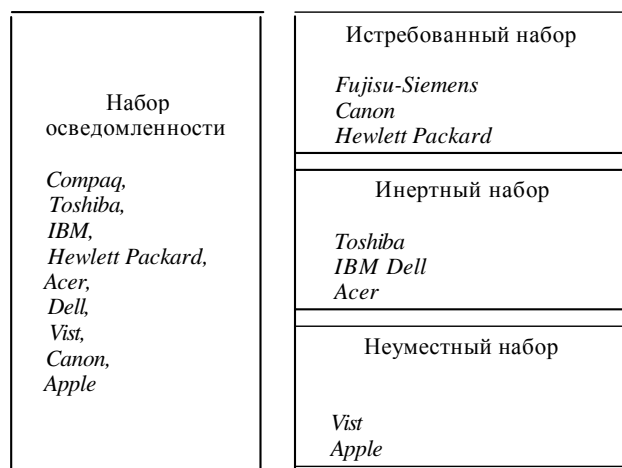 Набор
осведомленности
Compaq,
Toshiba,
IBM,
Hewlett Packard,
Acer,
Dell,
Vist,
Canon,
Apple
Истребованный набор
Fujisu-Siemens
Canon
Hewlett Packard
Инертный набор
Toshiba
IBM Dell
Acer
Неуместный набор
Vist
Apple